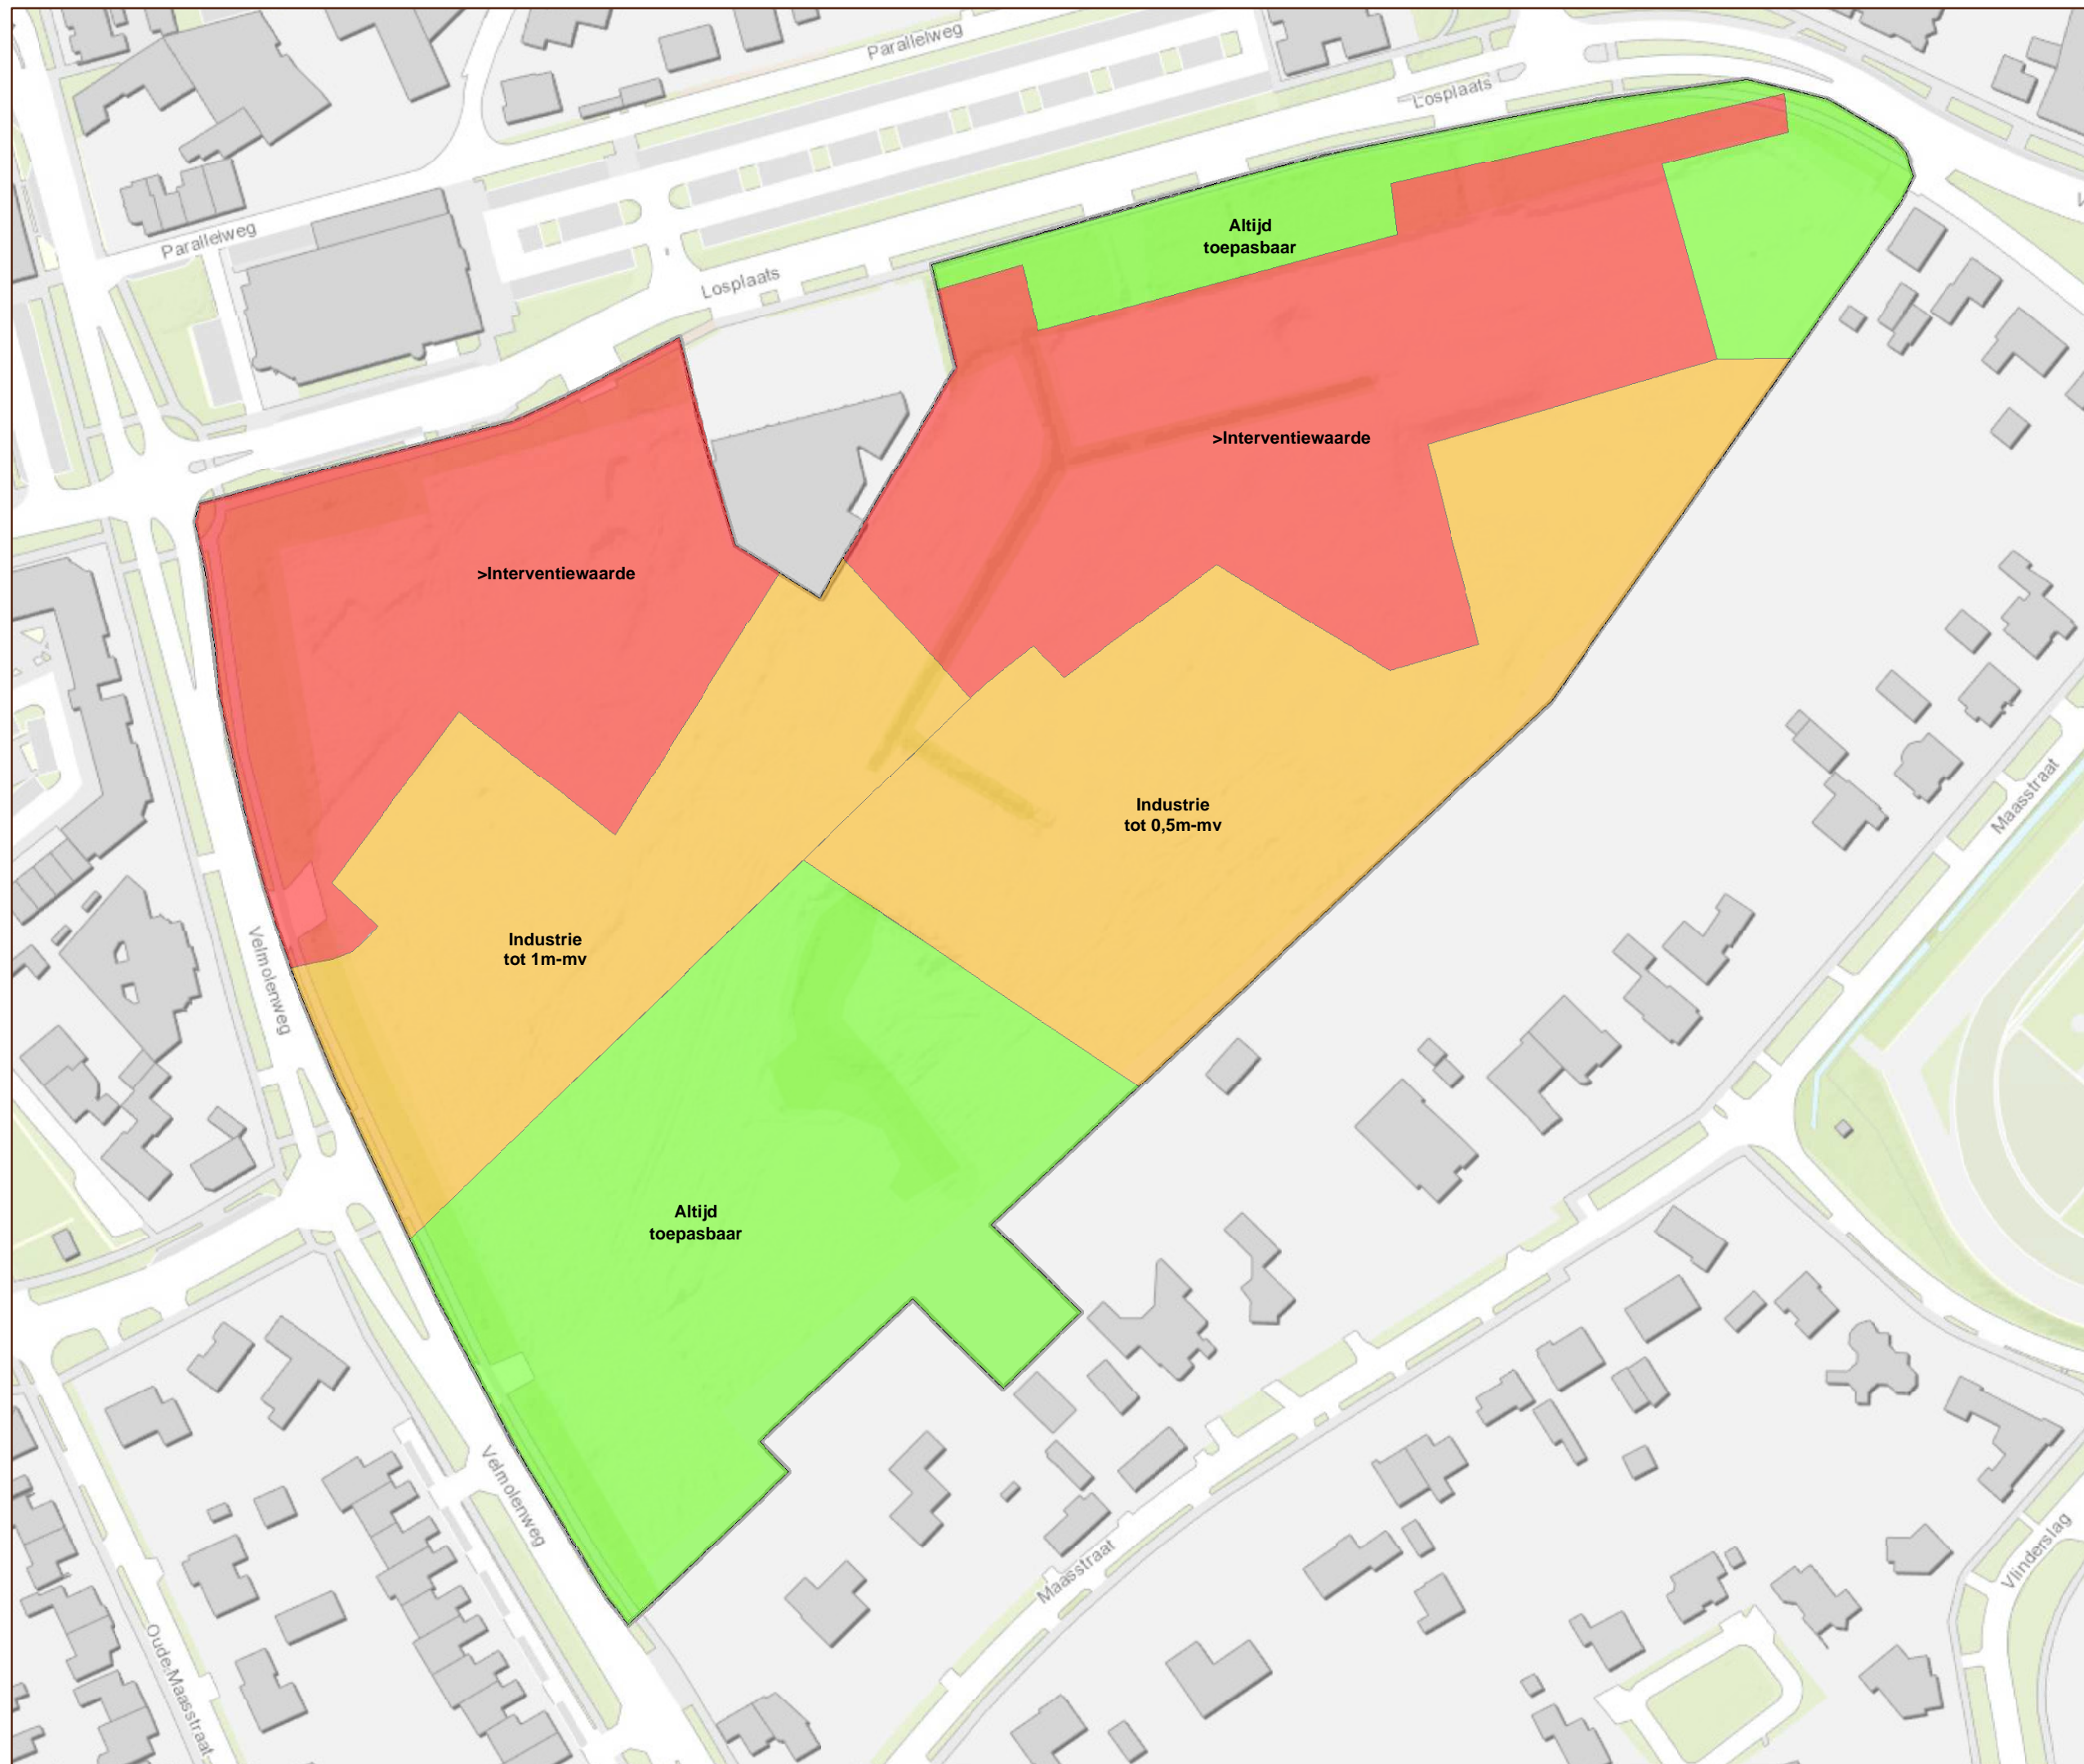 Parallelweg
Losplaats
Altijd
toepasbaar
Parallelweg
Losplaats
>Interventiewaarde
>Interventiewaarde
Industrie
tot 0,5m-mv
Maasstraat
Industrie
tot 1m-mv
Velmolenweg
Altijd
toepasbaar
Velmolenweg
Maasstraat
Vlinderslag
Oude Maasstraat